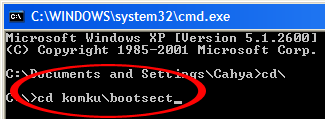 C:\WINDOWS\system32\cmd.exe
Microsoft Windows XP [Version 5.1.2600]
(C) Copyright 1985-2001 Microsoft Corp.
C:\Documents and Settings\Cahya>cd\
C:\>cd komku\bootsect_